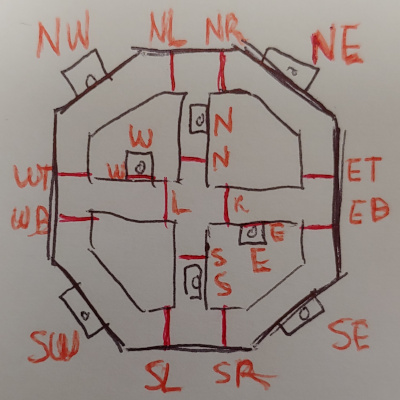 NW NL NR NE
N
W N
WT W ET
L R
WB E EB
S E
S
SW SE
SL SR